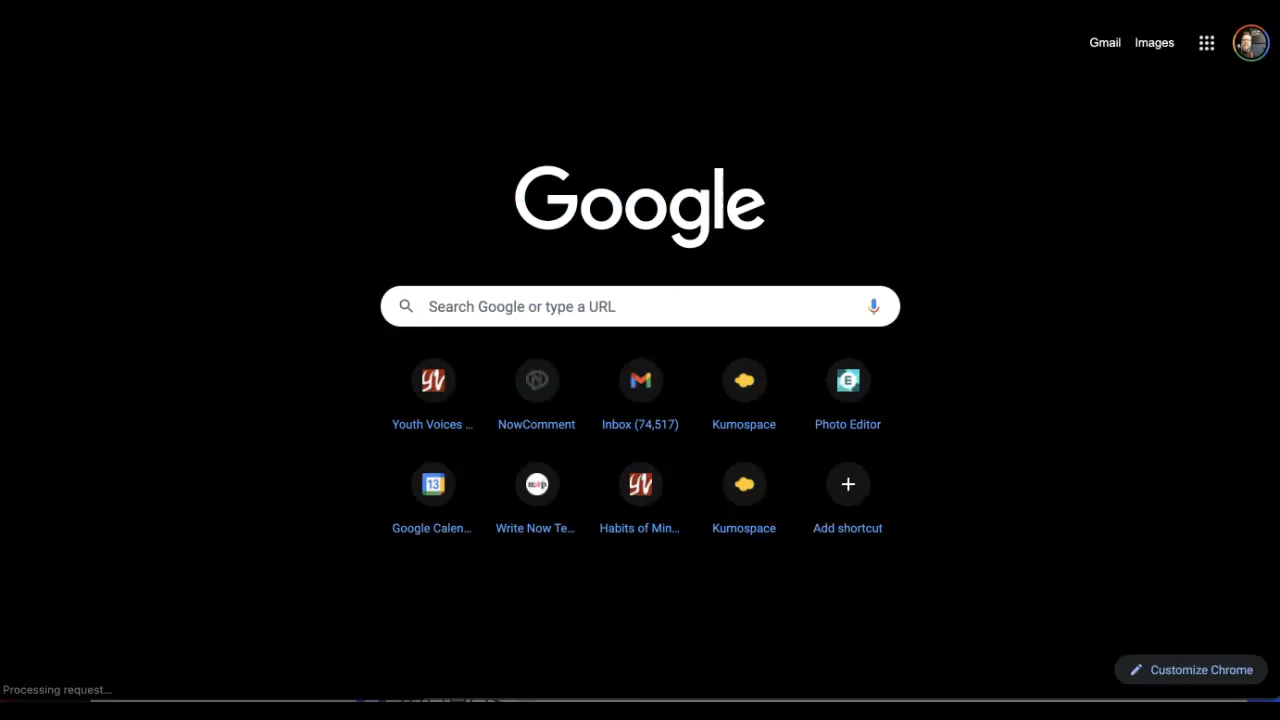 Gmail Images
Google
Search Google or type a URL
Youth Voices ... NowComment Inbox (74,517) Kumospace Photo Editor
13
Google Calen... Write Now Te... Habits of Min... Kumospace Add shortcut
Customize Chrome
Processing request...